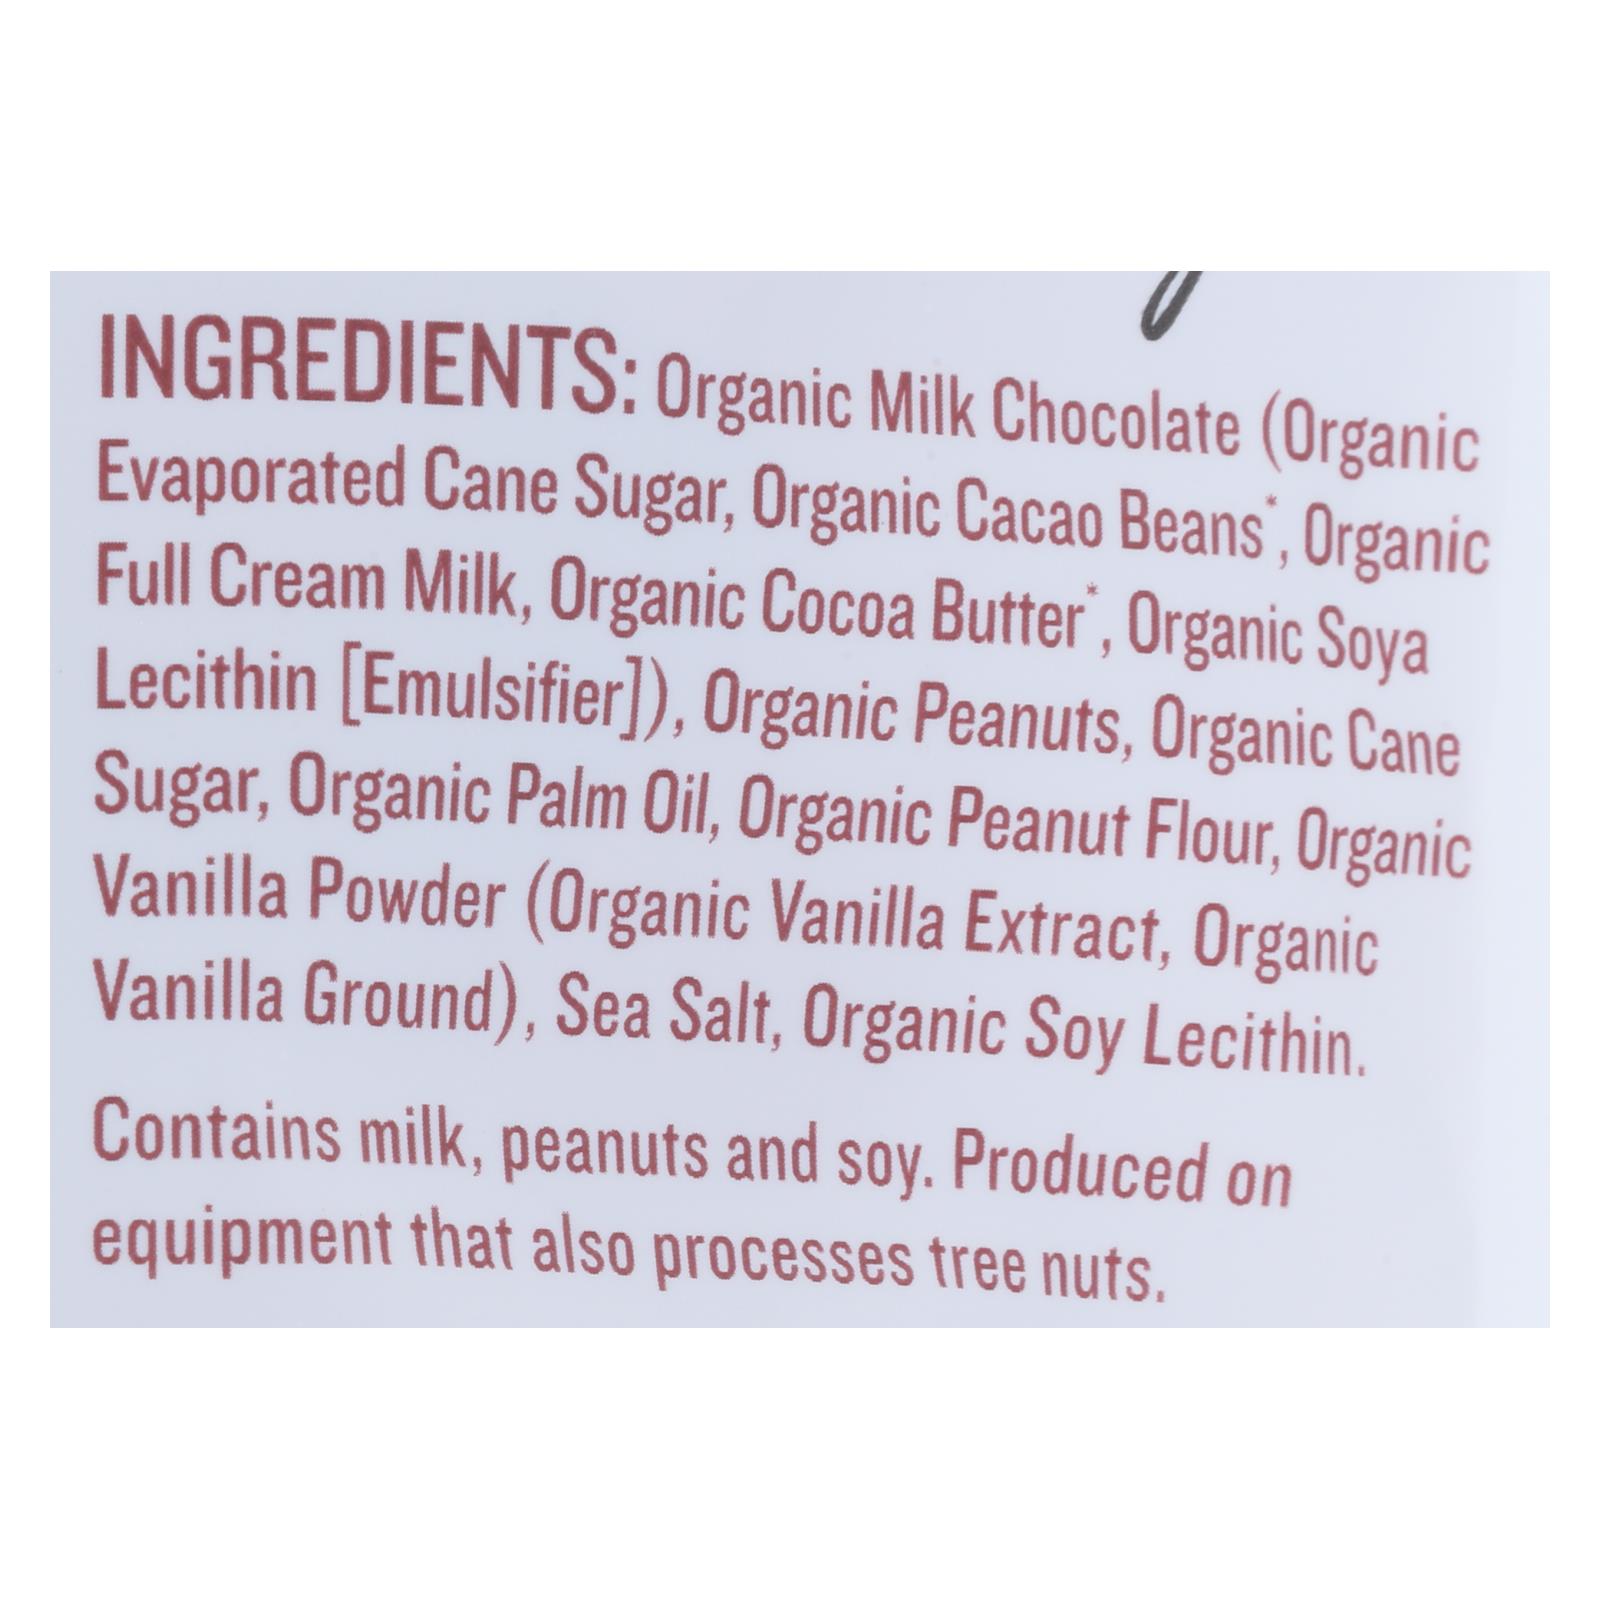 INGREDIENTS: Organic Milk Chocolate (Organic
Evaporated Cane Sugar, Organic Cacao Beans*, Organic
Full Cream Milk, Organic Cocoa Butter*, Organic Soya
Lecithin [Emulsifier]), Organic Peanuts, Organic Cane
Sugar, Organic Palm Oil, Organic Peanut Flour, Organic
Vanilla Powder (Organic Vanilla Extract, Organic
Vanilla Ground), Sea Salt, Organic Soy Lecithin.
Contains milk, peanuts and soy. Produced on
equipment that also processes tree nuts.